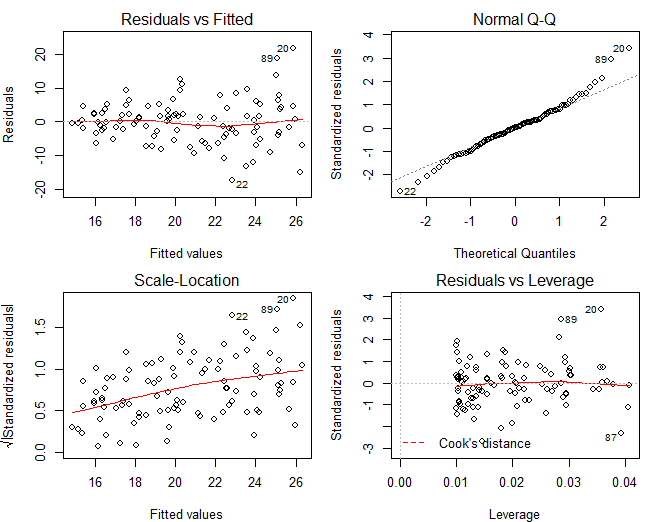 Residuals vs Fitted
Residuals
20
10
0
-10
-20
89
20
22
16 18 20 22 24 26
Fitted values
Normal Q-Q
Standardized residuals
4
3
2
1
0
-1
-2
20
89
22
-2 -1 0 1 2
Theoretical Quantiles
Scale-Location
√|Standardized residuals|
1.5
1.0
0.5
0.0
22
89
20
16 18 20 22 24 26
Fitted values
Residuals vs Leverage
Standardized residuals
4
3
2
1
0
-1
-3
20
89
87
Cook's distance
0.00 0.01 0.02 0.03 0.04
Leverage